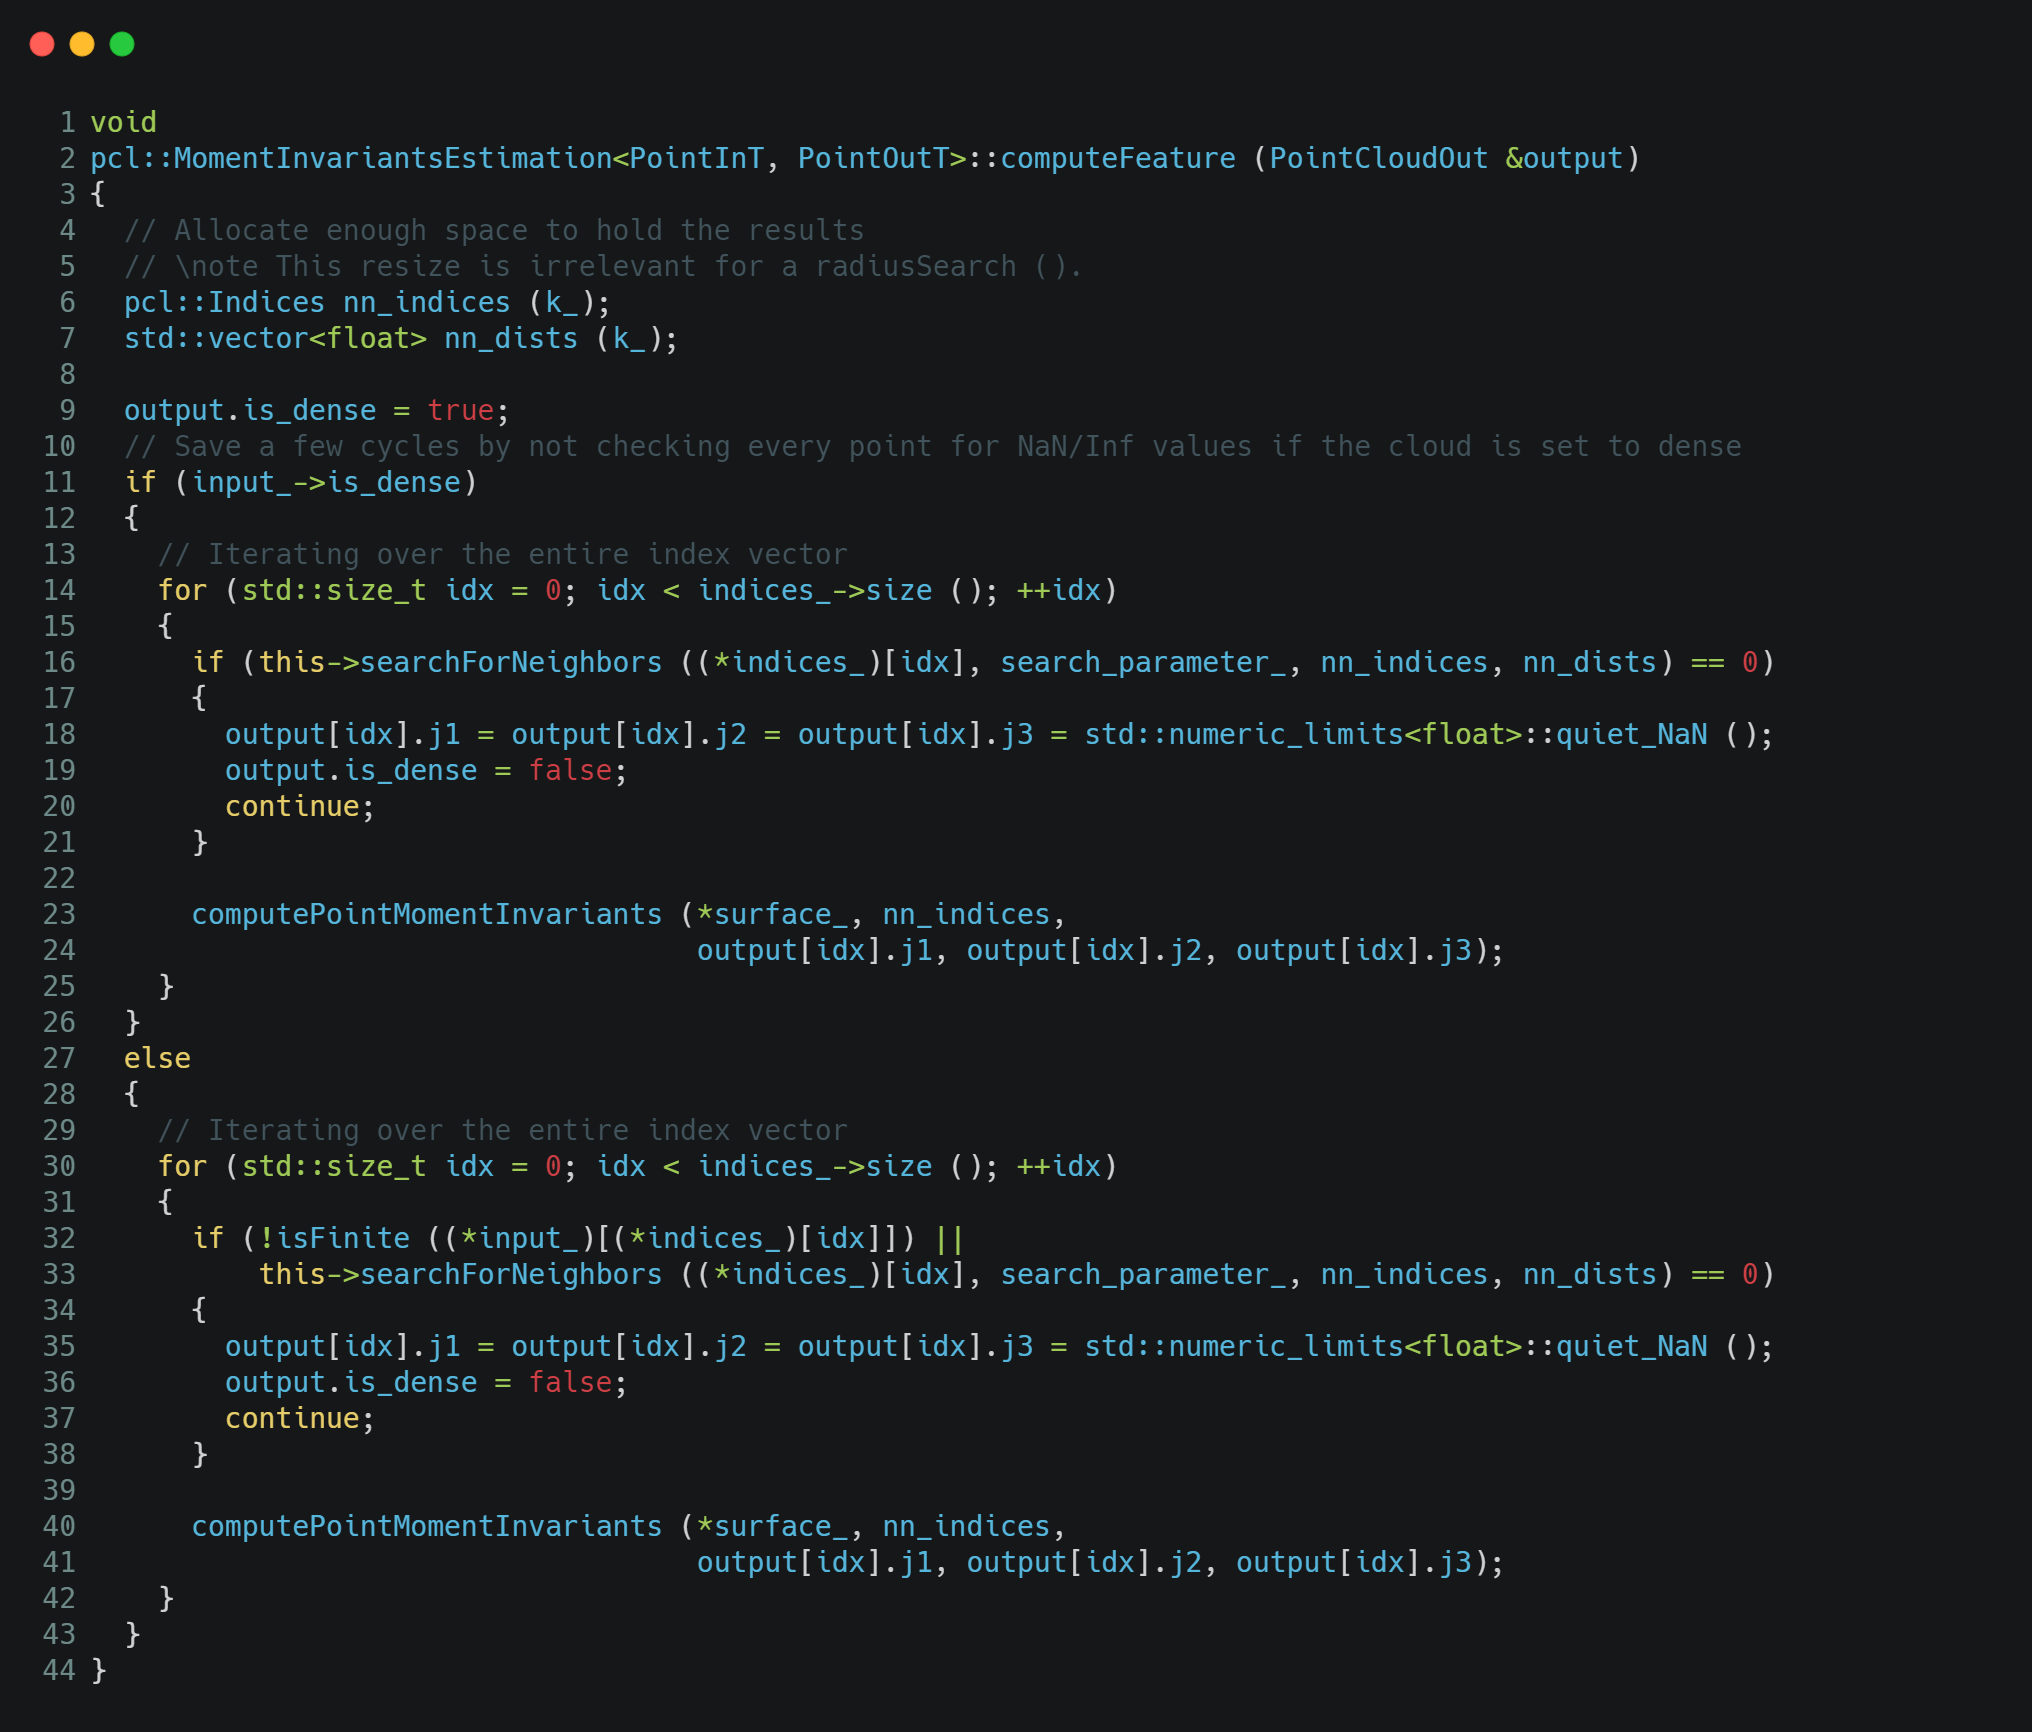 1 void
2 pcl::MomentInvariantsEstimation<PointInT, PointOutT>::computeFeature (PointCloudOut &output)
3 {
4   // Allocate enough space to hold the results
5   // \note This resize is irrelevant for a radiusSearch ().
6   pcl::Indices nn_indices (k_);
7   std::vector<float> nn_dists (k_);
8
9   output.is_dense = true;
10   // Save a few cycles by not checking every point for NaN/Inf values if the cloud is set to dense
11   if (input_->is_dense)
12   {
13     // Iterating over the entire index vector
14     for (std::size_t idx = 0; idx < indices_->size (); ++idx)
15     {
16       if (this->searchForNeighbors ((*indices_)[idx], search_parameter_, nn_indices, nn_dists) == 0)
17       {
18         output[idx].j1 = output[idx].j2 = output[idx].j3 = std::numeric_limits<float>::quiet_NaN ();
19         output.is_dense = false;
20         continue;
21       }
22
23       computePointMomentInvariants (*surface_, nn_indices,
24                                     output[idx].j1, output[idx].j2, output[idx].j3);
25     }
26   }
27   else
28   {
29     // Iterating over the entire index vector
30     for (std::size_t idx = 0; idx < indices_->size (); ++idx)
31     {
32       if (!isFinite ((*input_)[(*indices_)[idx]]) ||
33           this->searchForNeighbors ((*indices_)[idx], search_parameter_, nn_indices, nn_dists) == 0)
34       {
35         output[idx].j1 = output[idx].j2 = output[idx].j3 = std::numeric_limits<float>::quiet_NaN ();
36         output.is_dense = false;
37         continue;
38       }
39
40       computePointMomentInvariants (*surface_, nn_indices,
41                                     output[idx].j1, output[idx].j2, output[idx].j3);
42     }
43   }
44 }